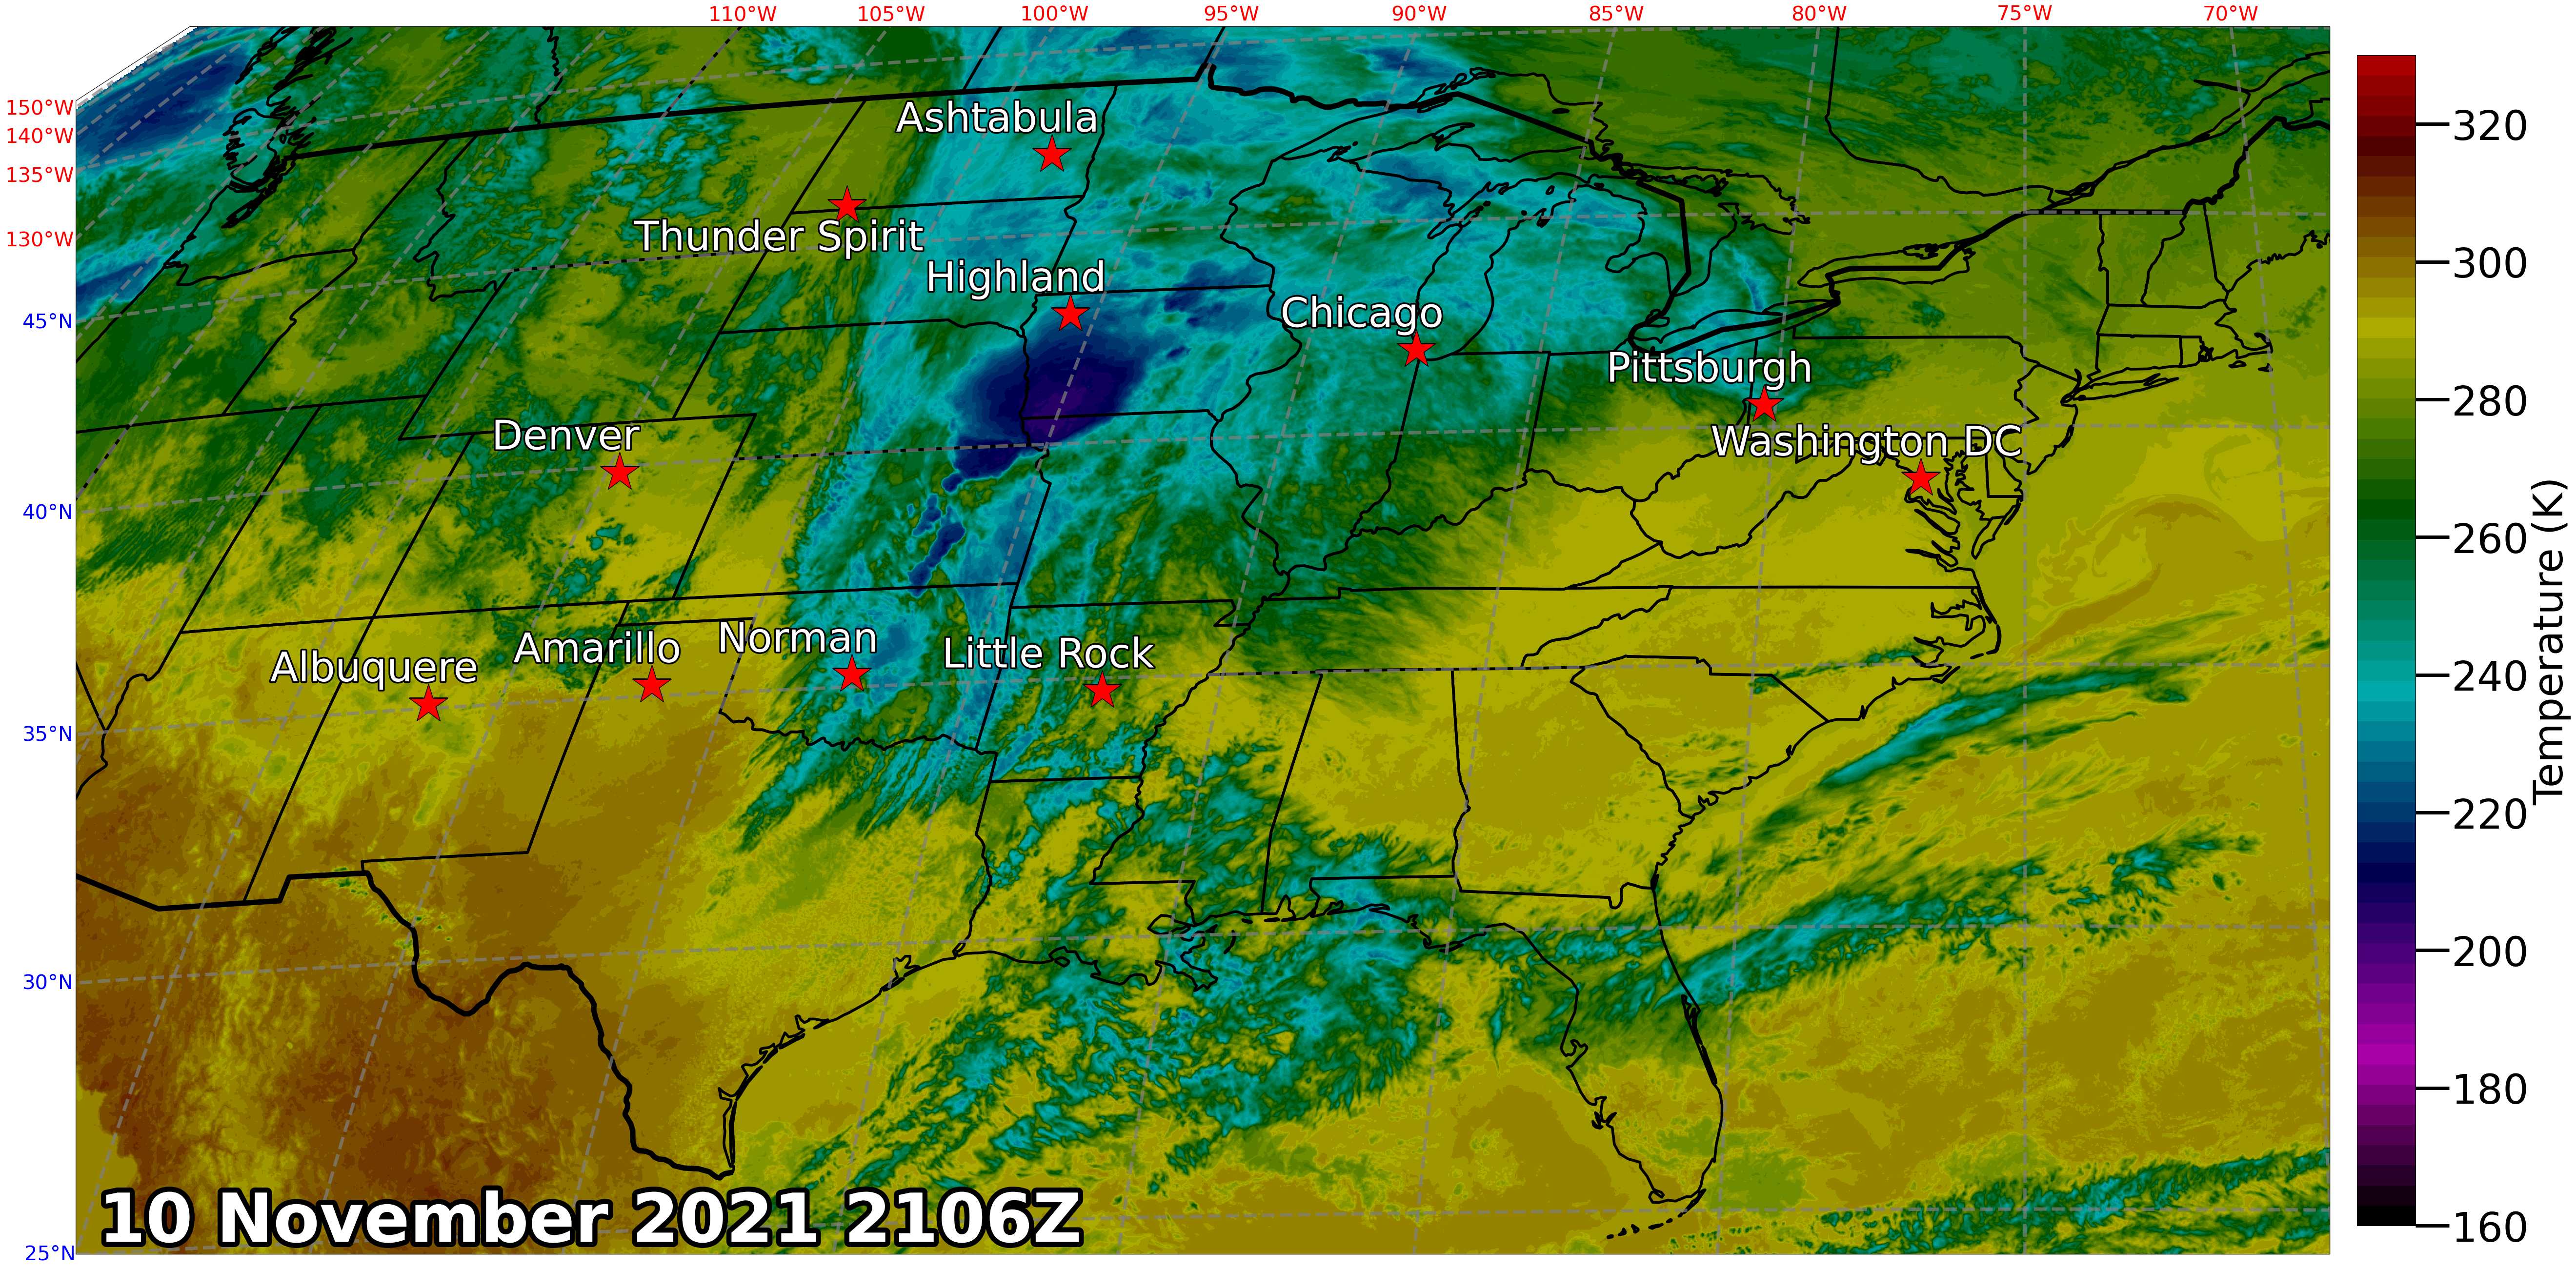 110°W 105°W 100°W 95°W 90°W 85°W 80°W 75°W 70°W
150°W
140°W
135°W
130°W
45°N
40°N
35°N
30°N
25°N
Ashtabula
Thunder Spirit
Highland
Chicago
Pittsburgh
Denver
Washington DC
Norman
Amarillo
Little Rock
Albuquere
10 November 2021 2106Z
320
300
280
260
240
220
200
180
160
Temperature (K)